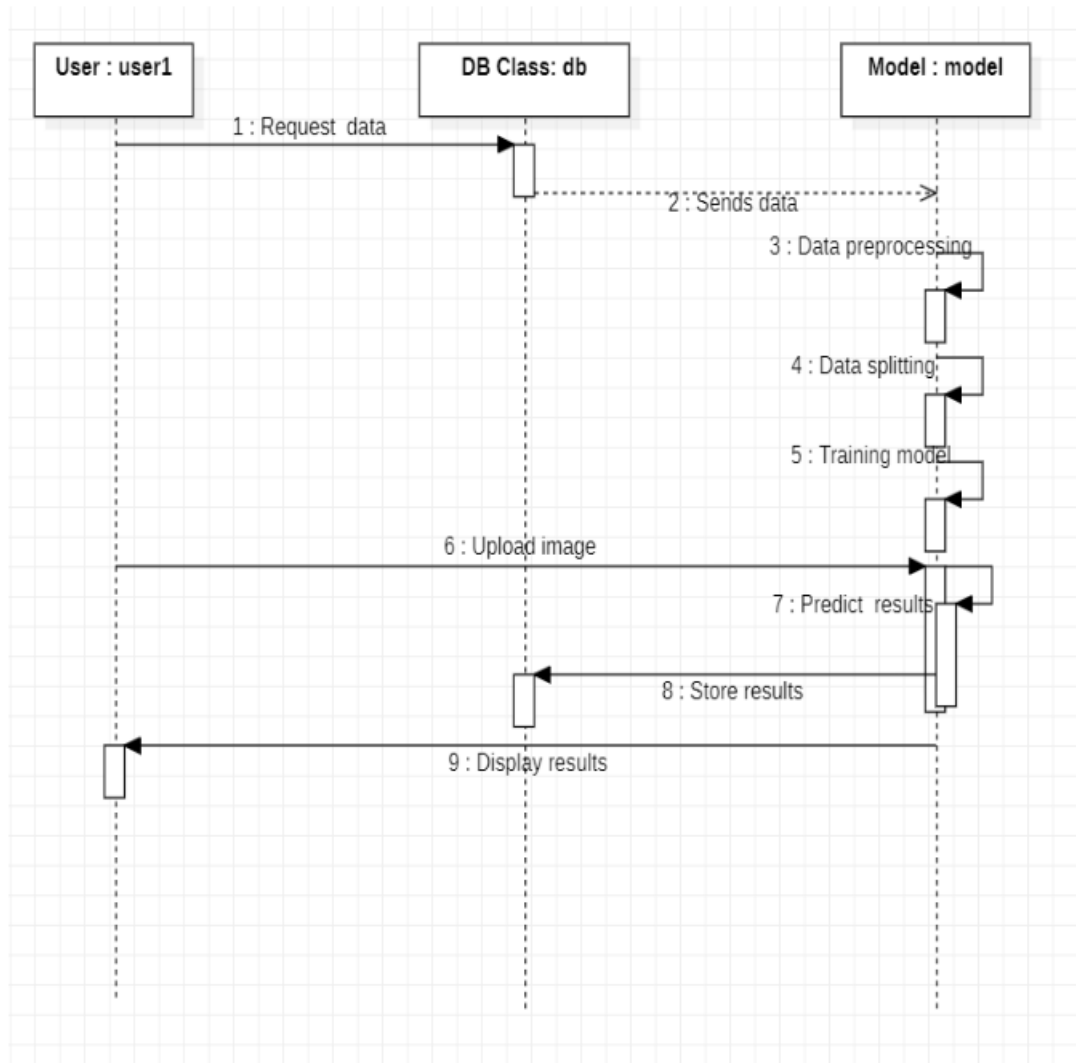 User : user1
DB Class: db
Model : model
1 : Request data
2 : Sends data
3 : Data preprocessing
4 : Data splitting
5 : Training model
6 : Upload image
7 : Predict results
8 : Store results
9 : Display results